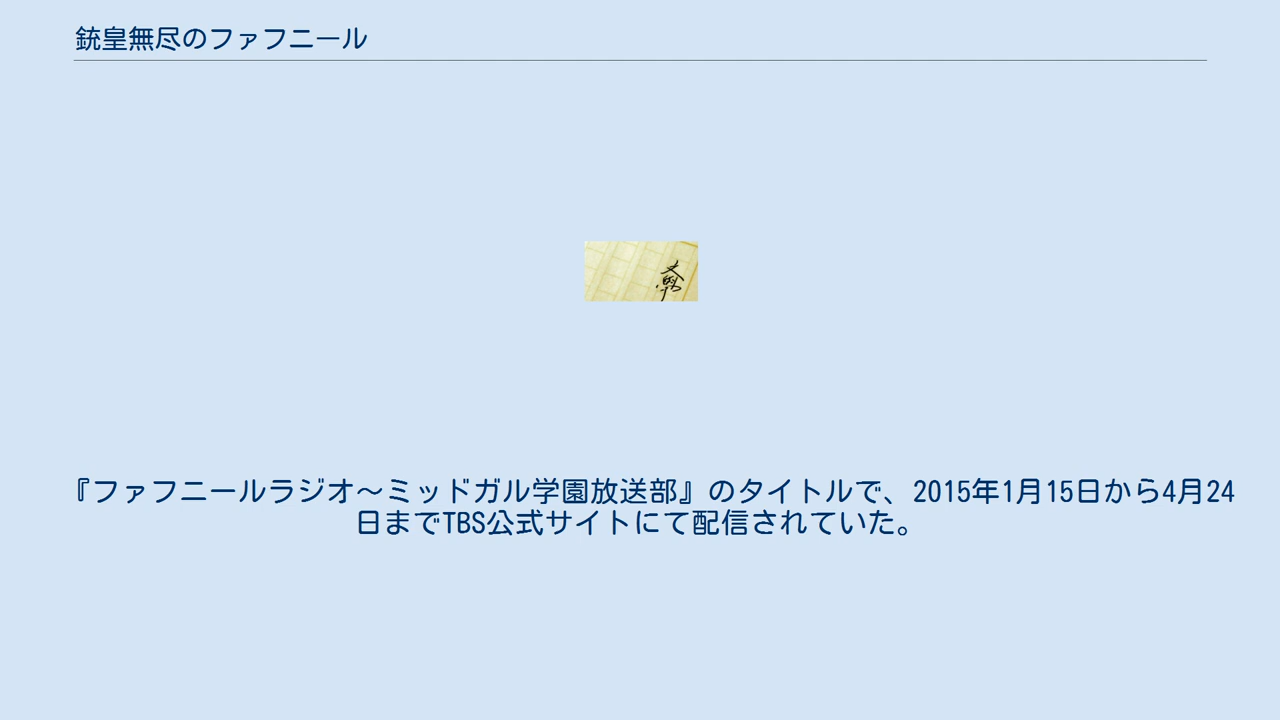 銃皇無尽のファフニール
『ファフニールラジオ〜ミッドガル学園放送部』のタイトルで、2015年1月15日から4月24
日までTBS公式サイトにて配信されていた。